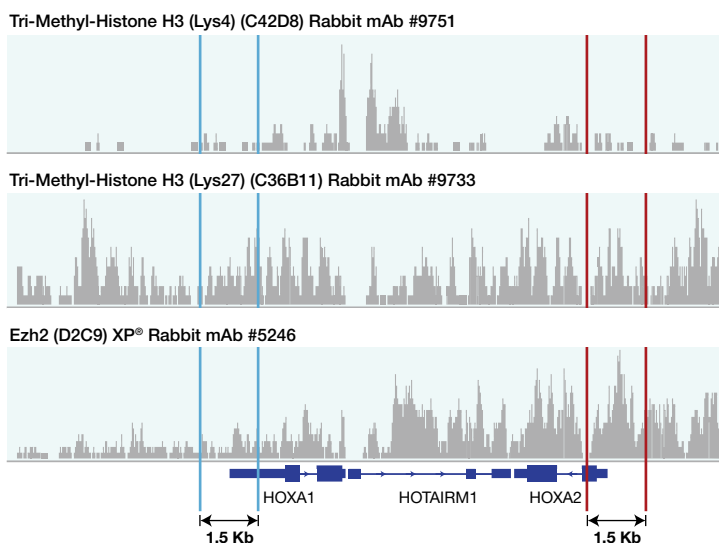 Tri-Methyl-Histone H3 (Lys4) (C42D8) Rabbit mAb #9751
Tri-Methyl-Histone H3 (Lys27) (C36B11) Rabbit mAb #9733
Ezh2 (D2C9) XP® Rabbit mAb #5246
HOXA1 HOTAIRM1 HOXA2
1.5 Kb 1.5 Kb